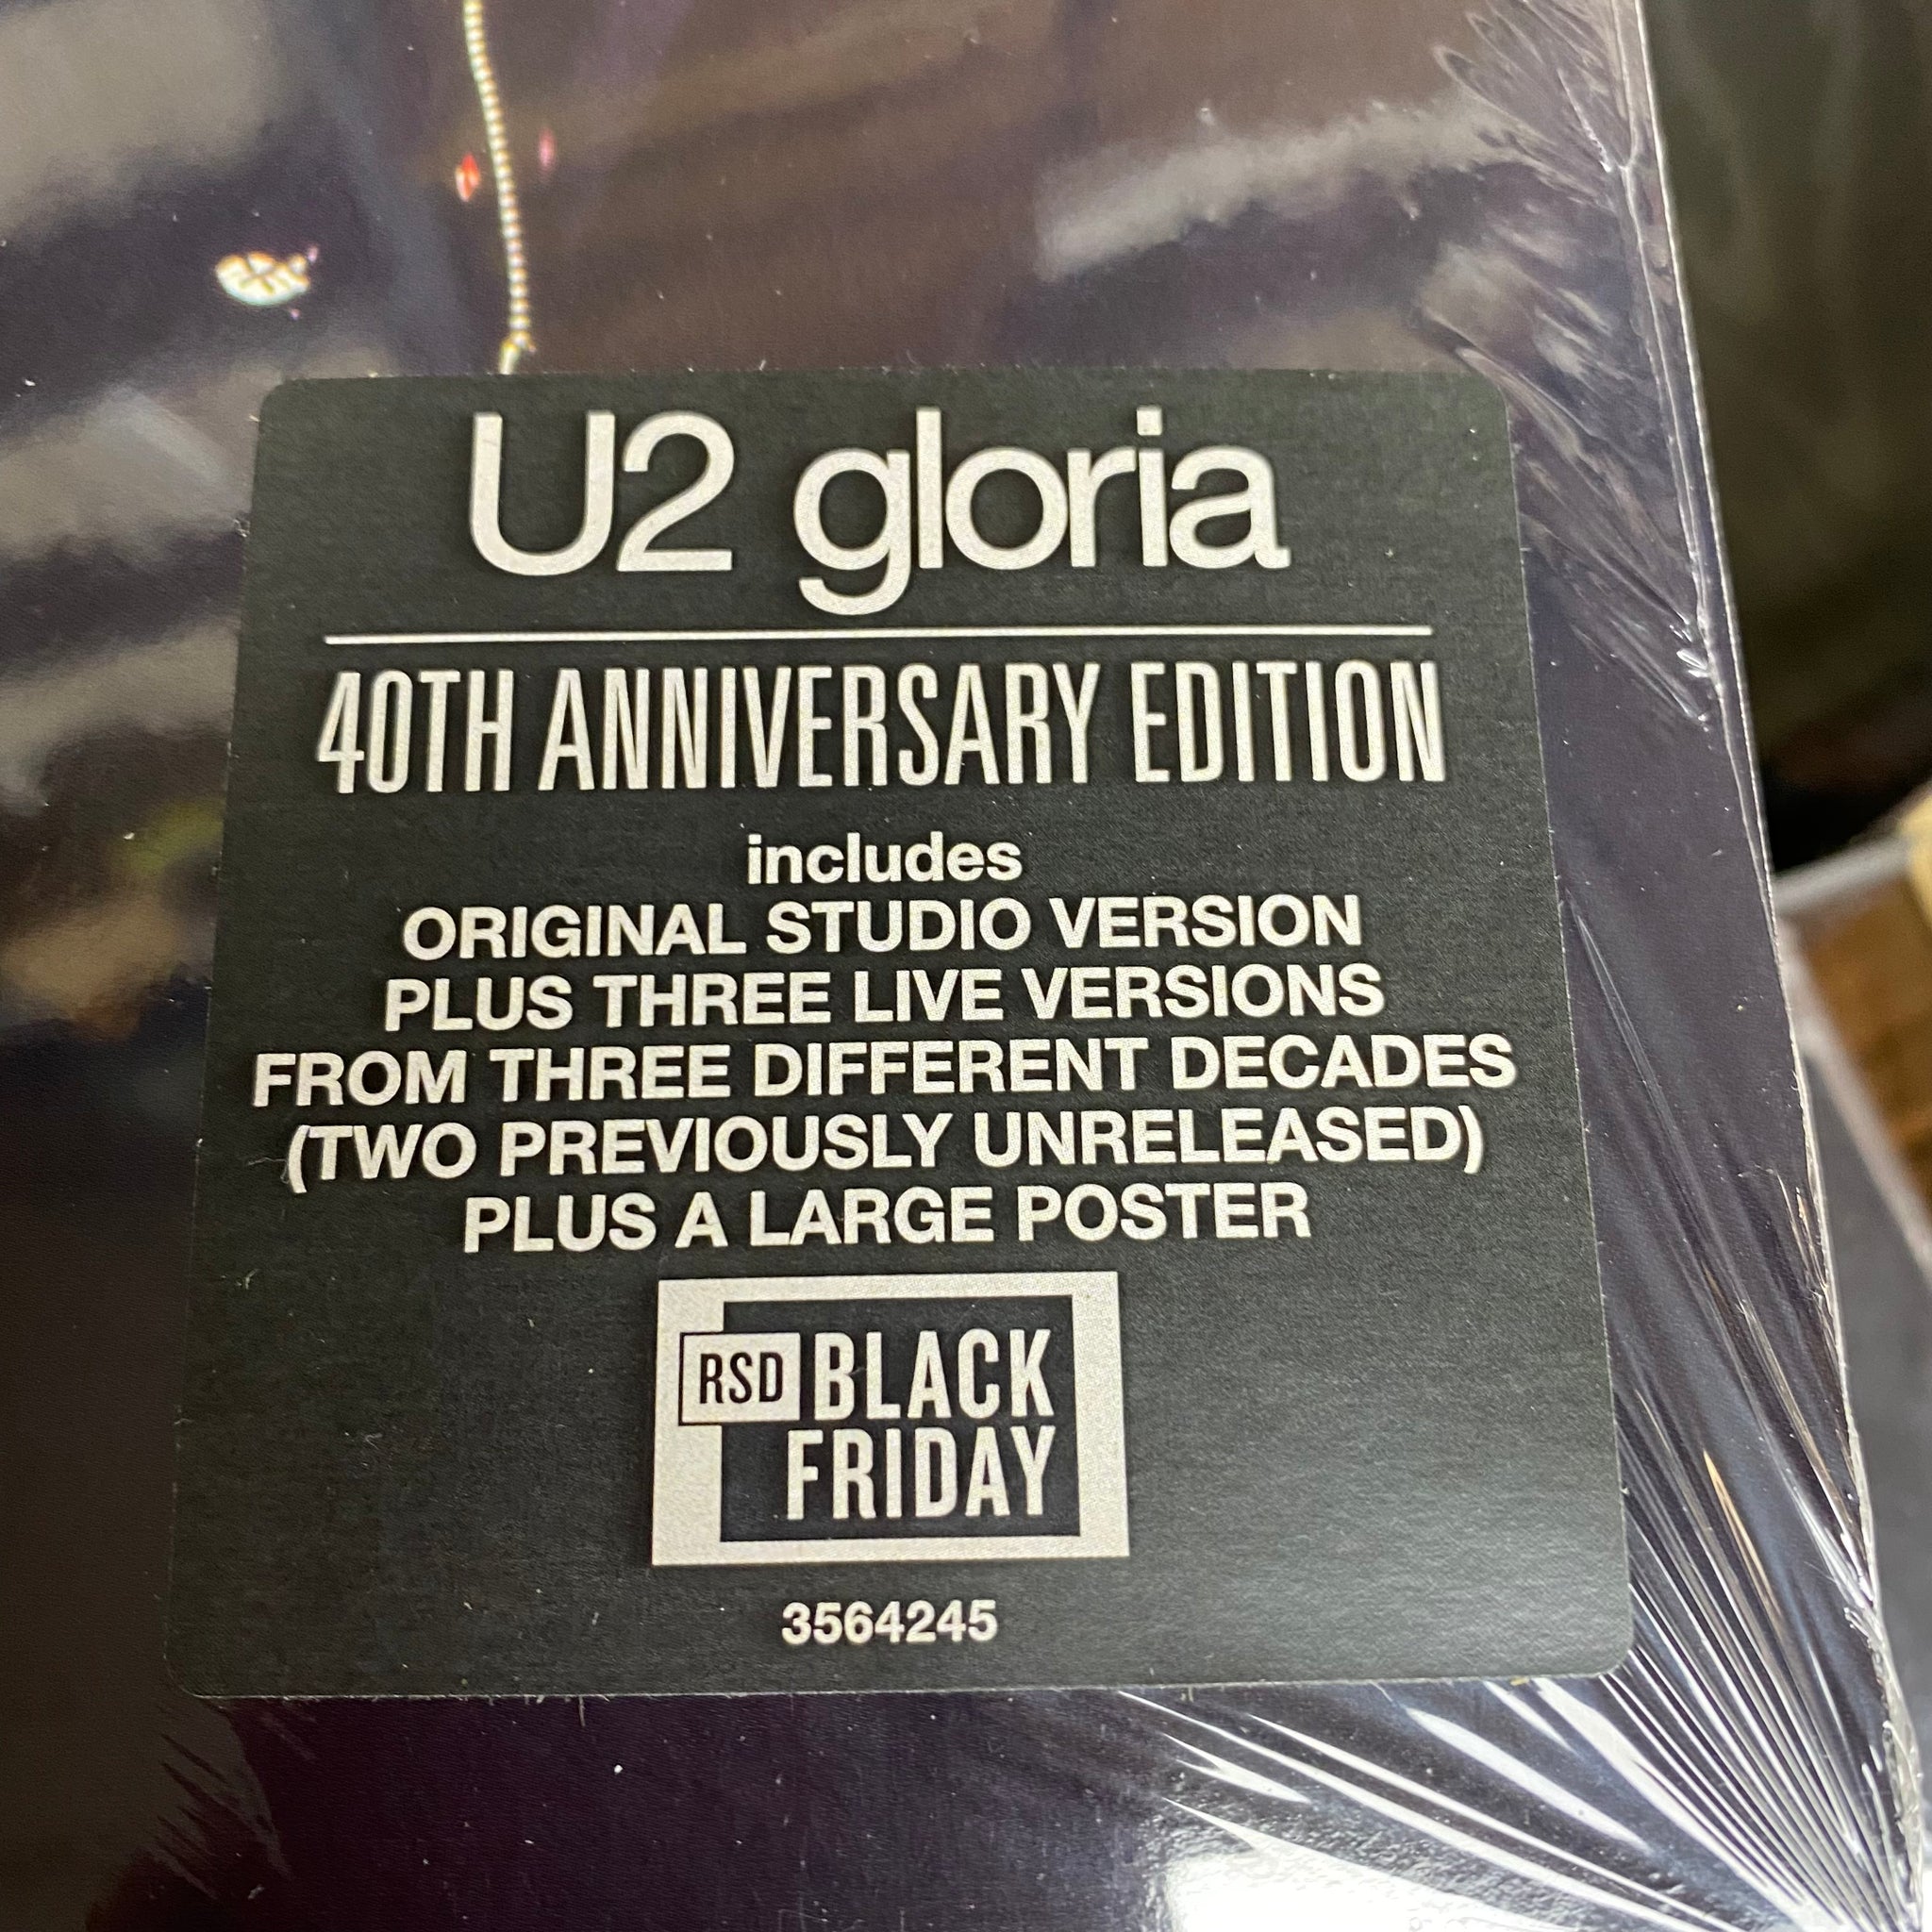 U2 gloria
40TH ANNIVERSARY EDITION
includes
ORIGINAL STUDIO VERSION
PLUS THREE LIVE VERSIONS
FROM THREE DIFFERENT DECADES
(TWO PREVIOUSLY UNRELEASED)
PLUS A LARGE POSTER
RSD BLACK
FRIDAY
3564245